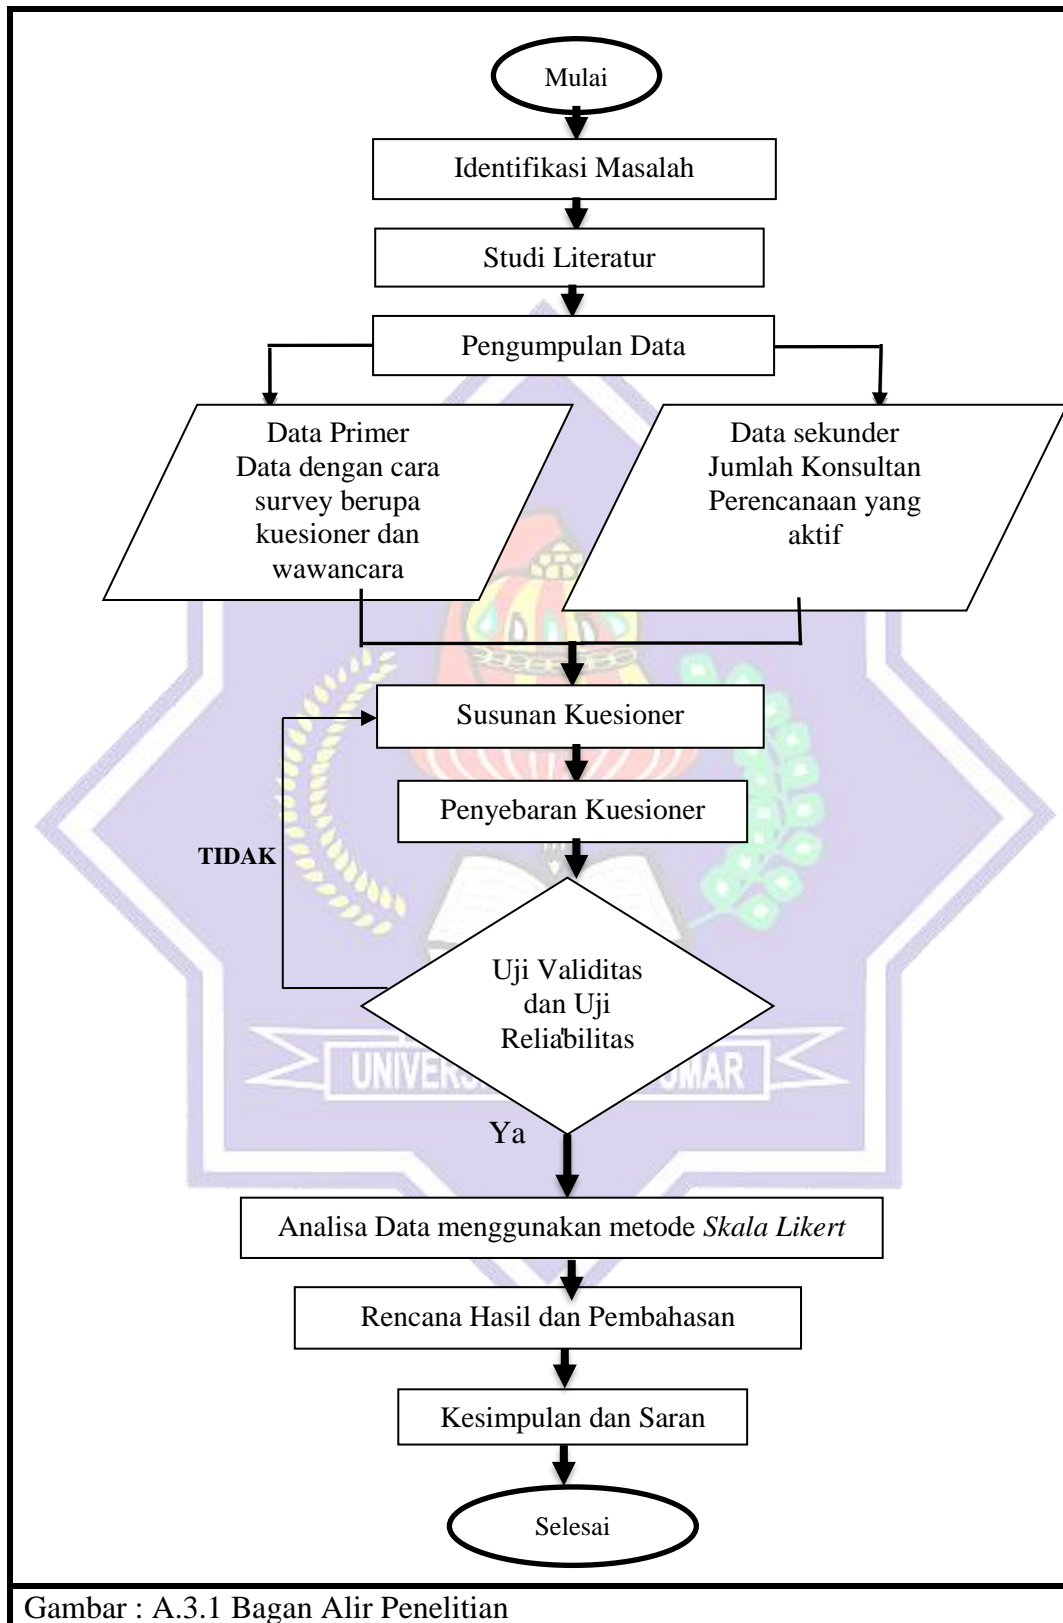 Mulai
Identifikasi Masalah
Studi Literatur
Pengumpulan Data
Data Primer
Data dengan cara
survey berupa
kuesioner dan
wawancara
Data sekunder
Jumlah Konsultan
Perencanaan yang
aktif
Susunan Kuesioner
Penyebaran Kuesioner
TIDAK
Uji Validitas
dan Uji
Reliabilitas
UMAR
Ya
Analisa Data menggunakan metode Skala Likert
Rencana Hasil dan Pembahasan
Kesimpulan dan Saran
Selesai
Gambar : A.3.1 Bagan Alir Penelitian